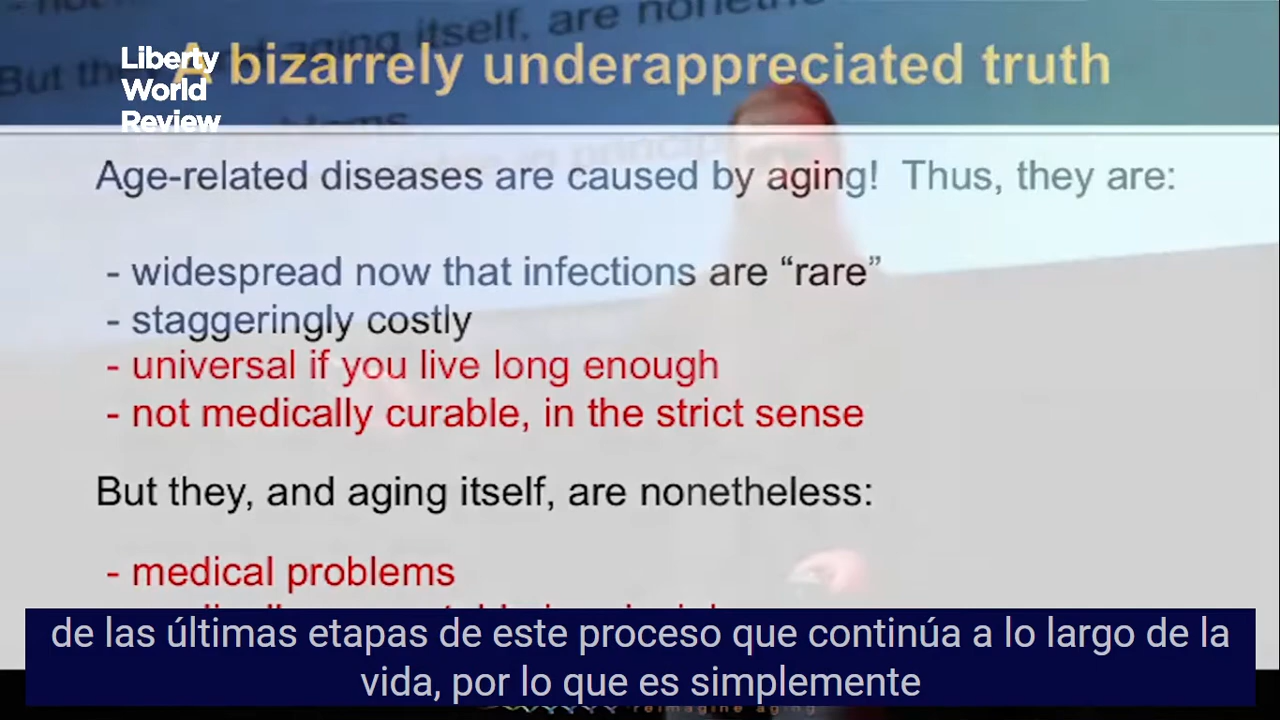 Liberty
World
Review
A bizarrely underappreciated truth
Age-related diseases are caused by aging! Thus, they are:
- widespread now that infections are “rare”
- staggeringly costly
- universal if you live long enough
- not medically curable, in the strict sense
But they, and aging itself, are nonetheless:
- medical problems
de las últimas etapas de este proceso que continúa a lo largo de la
vida, por lo que es simplemente
reimagine aging